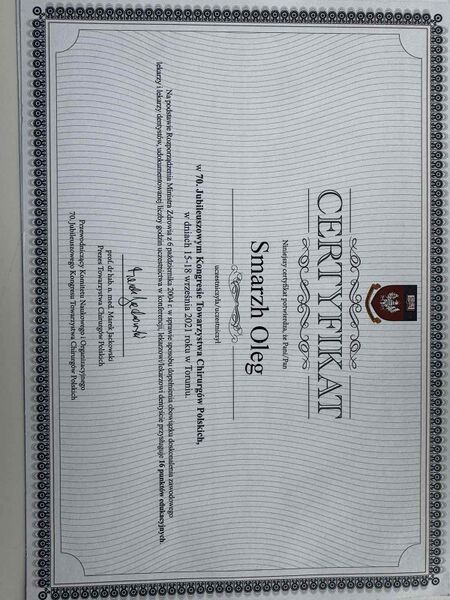 CERTYFIKAT
Niniejszy certyfikat potwierdza, że Pani/Pan
Smarzh Oleg
uczestniczyła/uczestniczył
w 70. Jubileuszowym Kongresie Towarzystwa Chirurgów Polskich,
w dniach 15-18 września 2021 roku w Toruniu.
Na podstawie Rozporządzenia Ministra Zdrowia z 6 października 2004 r. w sprawie sposobu dopełnienia obowiązku doskonalenia zawodowego
lekarzy i lekarzy dentystów, udokumentowanej liczby godzin uczestnictwa w konferencji, lekarzowi/lekarzowi dentyście przysługuje 16 punktów edukacyjnych.
prof. dr hab. n. med. Marek Jackowski
Prezes Towarzystwa Chirurgów Polskich
Przewodniczący Komitetu Naukowego i Organizacyjnego
70. Jubileuszowego Kongresu Towarzystwa Chirurgów Polskich